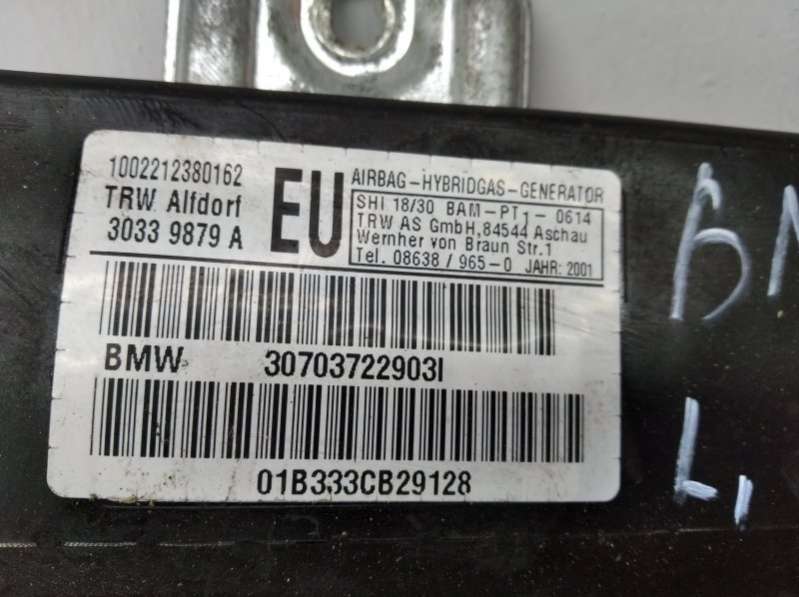 1002212380162
TRW Alfdorf
3033 9879 A
EU
AIRBAG-HYBRIDGAS-GENERATOR
SHI 18/30 BAM-PT1-0614
TRW AS GmbH,84544 Aschau
Wernher von Braun Str.1
Tel. 08638 / 965-0 JAHR: 2001
BMW 30703722903I
01B333CB29128
L,